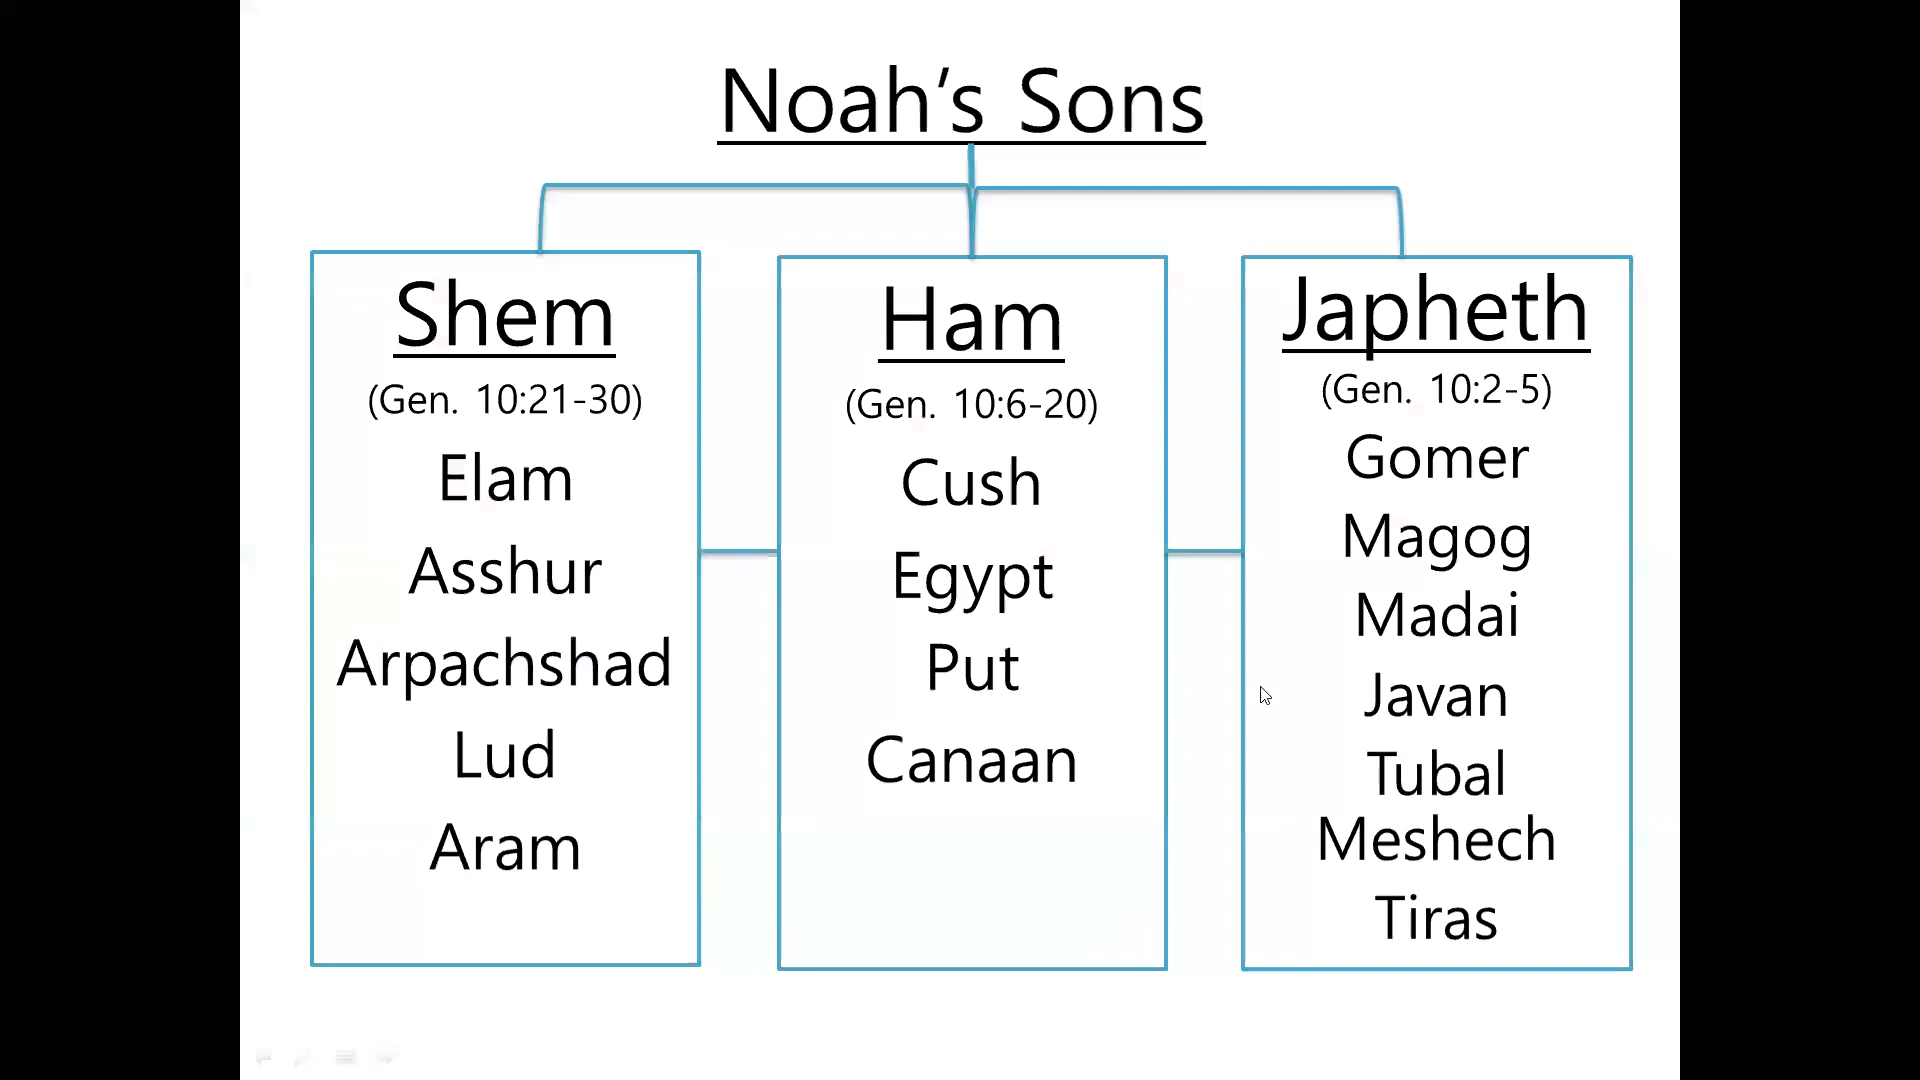 Noah’s Sons
Shem
(Gen. 10:21-30)
Elam
Asshur
Arpachshad
Lud
Aram
Ham
(Gen. 10:6-20)
Cush
Egypt
Put
Canaan
Japheth
(Gen. 10:2-5)
Gomer
Magog
Madai
Javan
Tubal
Meshech
Tiras